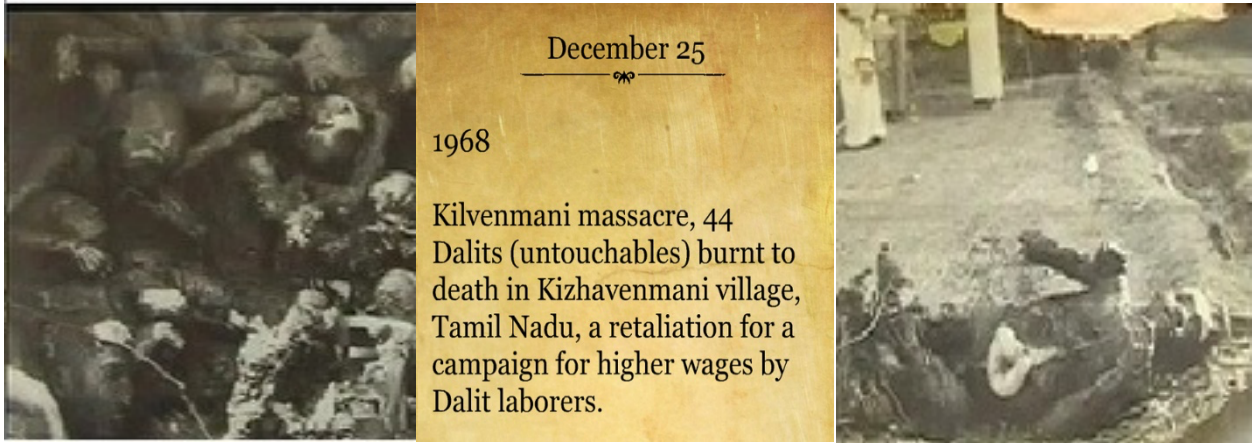 December 25
1968
Kilvenmani massacre, 44
Dalits (untouchables) burnt to
death in Kizhavenmani village,
Tamil Nadu, a retaliation for a
campaign for higher wages by
Dalit laborers.